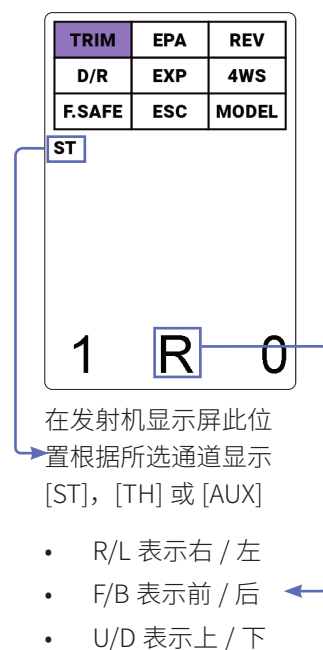 TRIM EPA REV
D/R EXP 4WS
F.SAFE ESC MODEL
ST
1 R 0
在发射机显示屏此位
置根据所选通道显示
[ST]，[TH] 或 [AUX]
• R/L 表示右 / 左
• F/B 表示前 / 后
• U/D 表示上 / 下